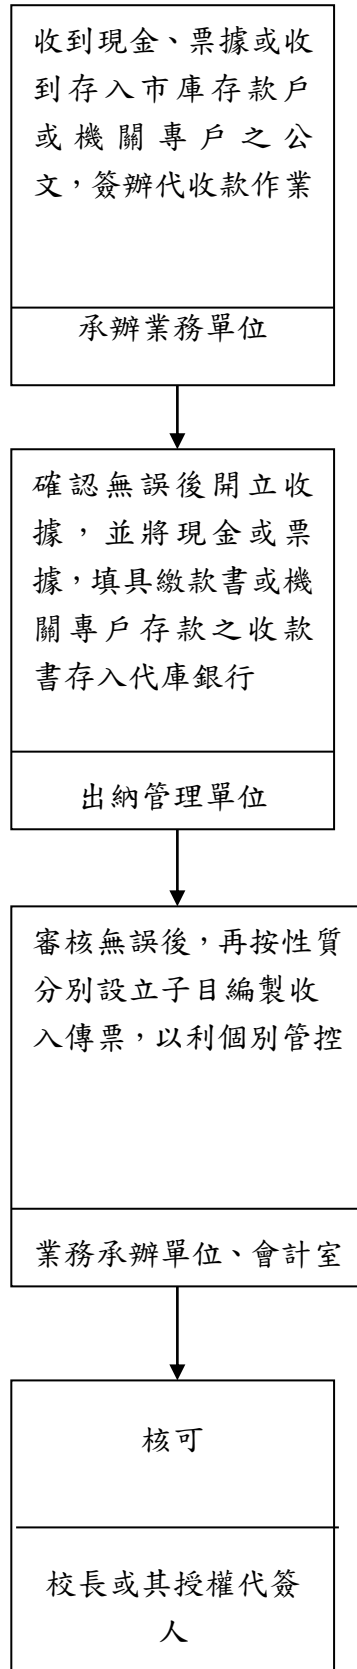 收到現金、票據或收
到存入市庫存款戶
或機關專戶之公
文，簽辦代收款作業
承辦業務單位
確認無誤後開立收
據，並將現金或票
據，填具繳款書或機
關專戶存款之收款
書存入代庫銀行
出納管理單位
審核無誤後，再按性質
分別設立子目編製收
入傳票，以利個別管控
業務承辦單位、會計室
核可
校長或其授權代簽
人